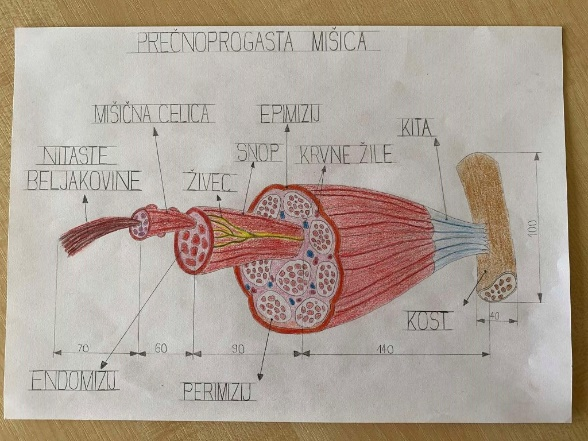 PREČNOPROGASTA MIŠICA
MIŠIČNA CELICA
EPIMIZIJ
KITA
NITASTE
BELJAKOVINE
ŽIVEC
SNOP
KRVNE ŽILE
100
KOST
40
70
60
90
140
ENDOMIZIJ
PERIMIZIJ